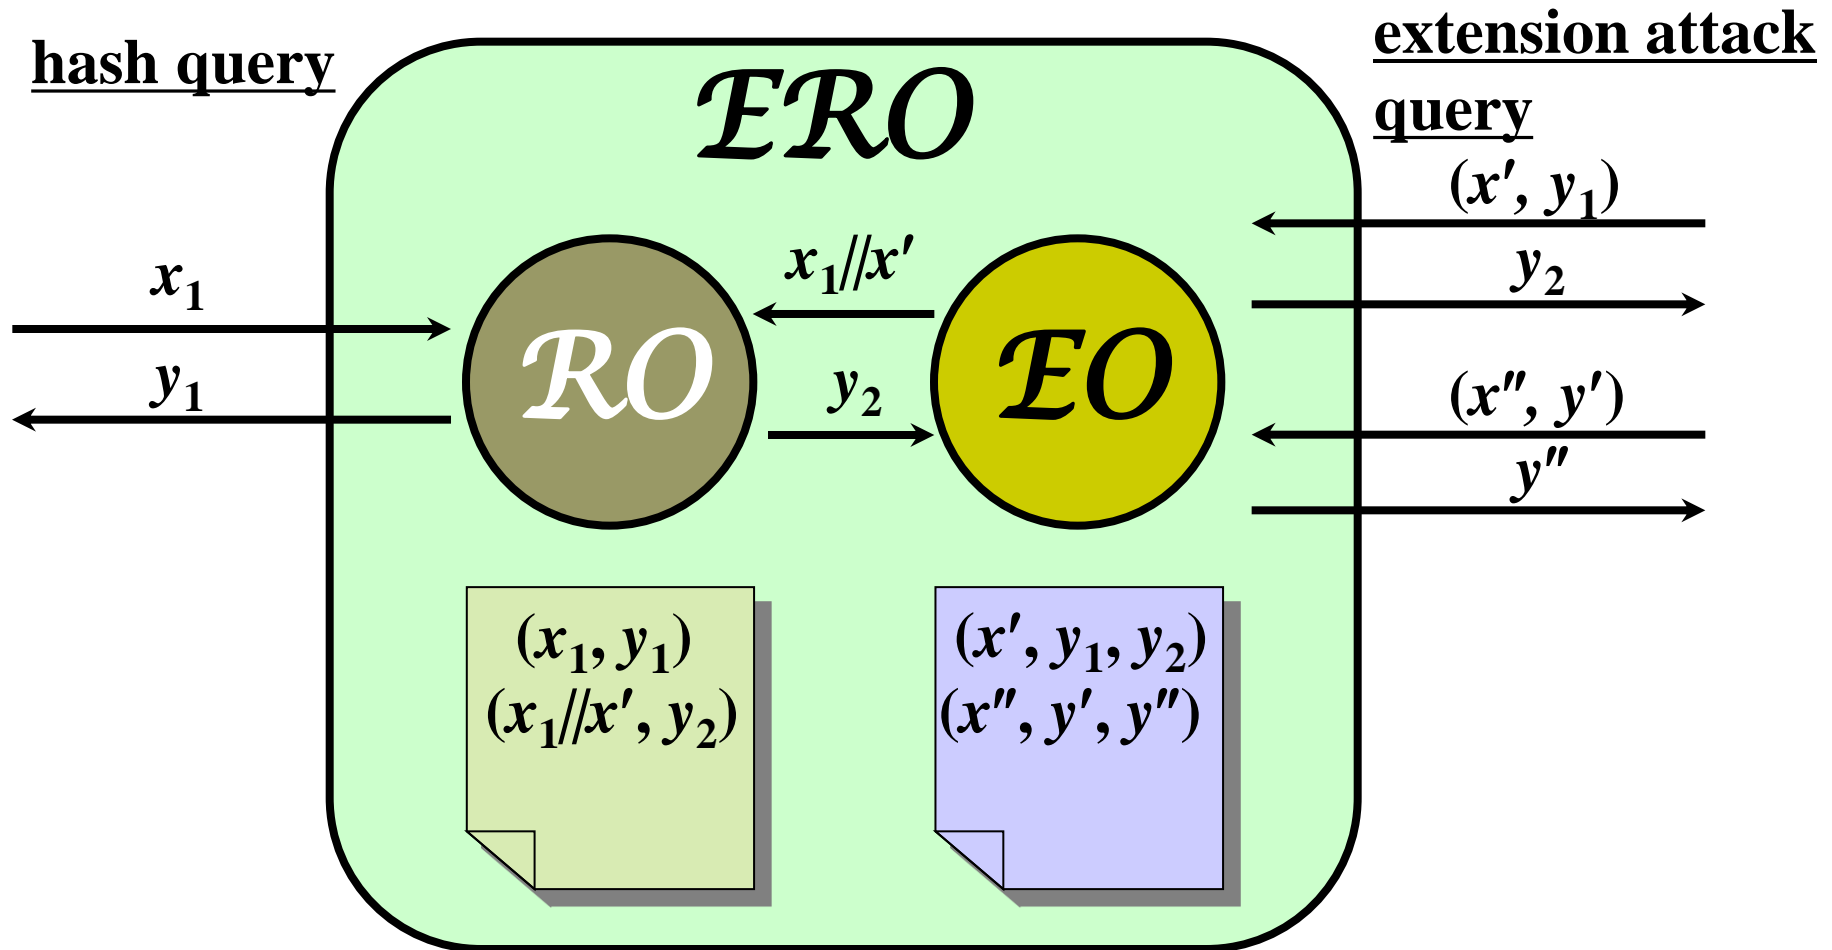 hash query
extension attack
query
ERO
(x′, y₁)
x₁//x′
y₂
x₁
RO
EO
y₁
y₂
(x″, y′)
y″
(x₁, y₁)
(x₁//x′, y₂)
(x′, y₁, y₂)
(x″, y′, y″)